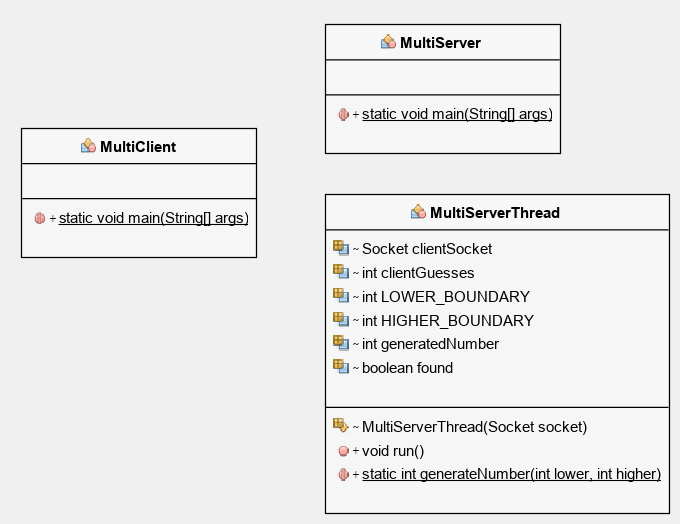 MultiServer
+ static void main(String[] args)
MultiClient
+ static void main(String[] args)
MultiServerThread
~ Socket clientSocket
~ int clientGuesses
~ int LOWER_BOUNDARY
~ int HIGHER_BOUNDARY
~ int generatedNumber
~ boolean found
~ MultiServerThread(Socket socket)
+ void run()
+ static int generateNumber(int lower, int higher)